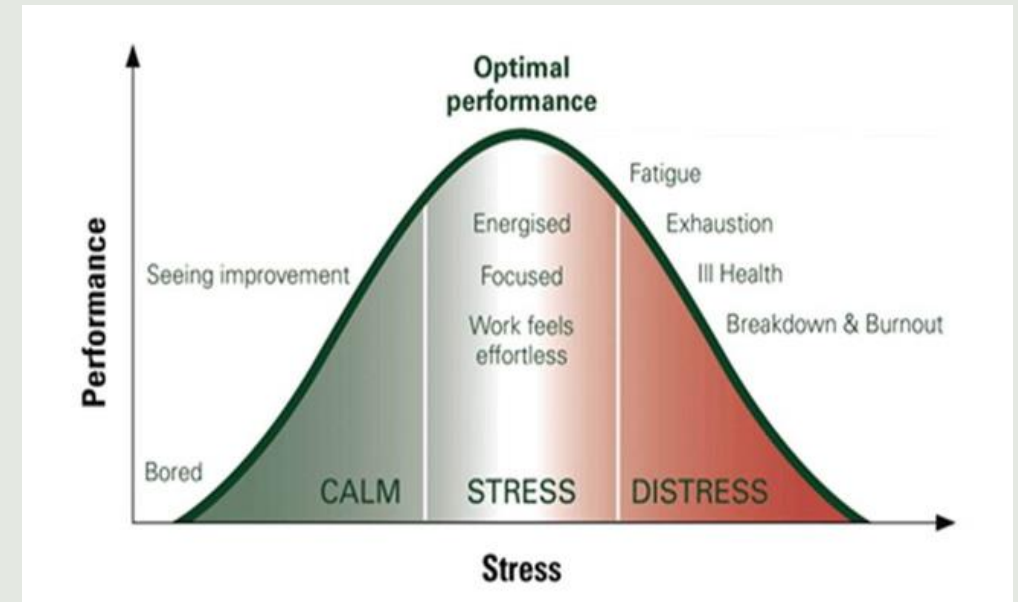 Optimal
performance
Fatigue
Energised
Exhaustion
Seeing improvement
Focused
Ill Health
Work feels
effortless
Breakdown & Burnout
Performance
Bored
CALM
STRESS
DISTRESS
Stress